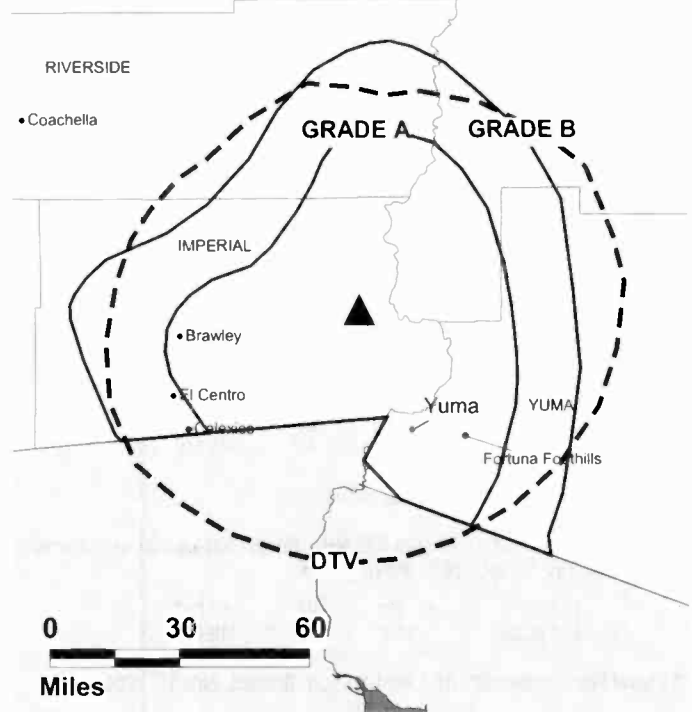 RIVERSIDE
Coachella
GRADE A
GRADE B
IMPERIAL
Brawley
El Centro
Calexico
Yuma
YUMA
Fortuna Foothills
DTV
0 30 60
Miles